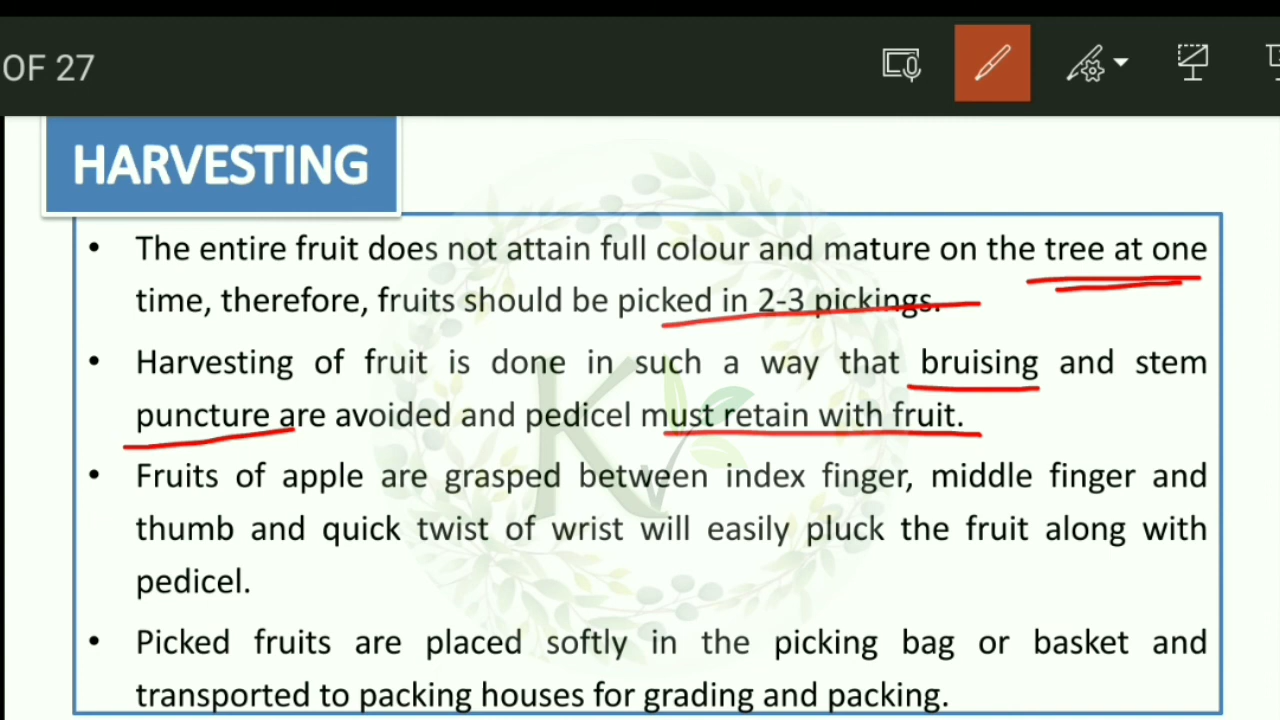 OF 27
HARVESTING
• The entire fruit does not attain full colour and mature on the tree at one
time, therefore, fruits should be picked in 2-3 pickings.
• Harvesting of fruit is done in such a way that bruising and stem
puncture are avoided and pedicel must retain with fruit.
• Fruits of apple are grasped between index finger, middle finger and
thumb and quick twist of wrist will easily pluck the fruit along with
pedicel.
• Picked fruits are placed softly in the picking bag or basket and
transported to packing houses for grading and packing.